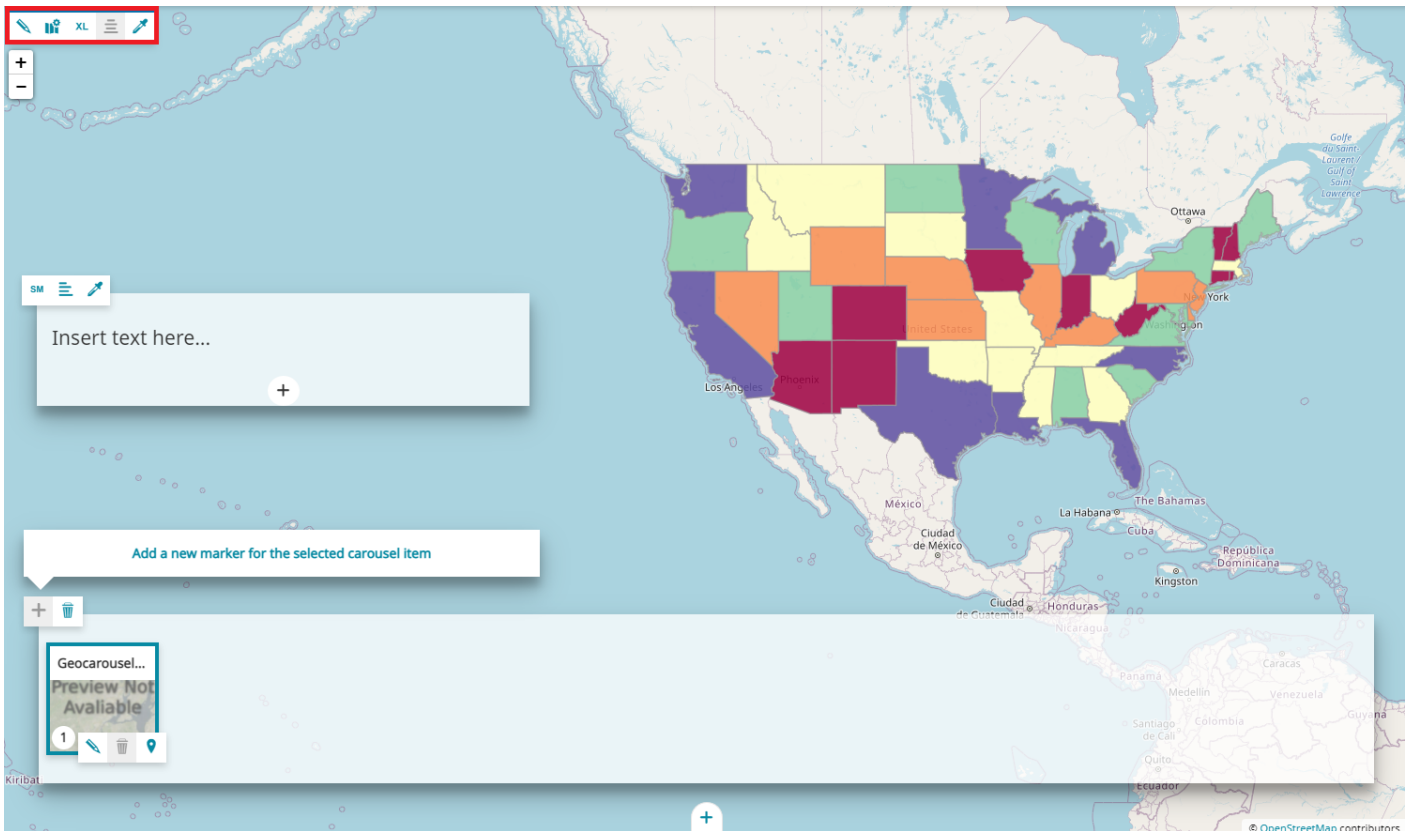 XL
+
−
Golfe
du Saint-
Laurent /
Gulf of
Saint
Lawrence
Ottawa
New York
Washington
United States
Los Angeles
Phoenix
SM
Insert text here...
+
México
Ciudad
de México
La Habana
The Bahamas
Cuba
República
Dominicana
Kingston
Add a new marker for the selected carousel item
Ciudad
de Guatemala
Honduras
Nicaragua
+
Geocarousel...
Preview Not
Avaliable
1
Caracas
Panamá
Medellín
Venezuela
Santiago
de Cali
Colombia
Guyana
Quito
Kiribati
Ecuador
+
© OpenStreetMap contributors